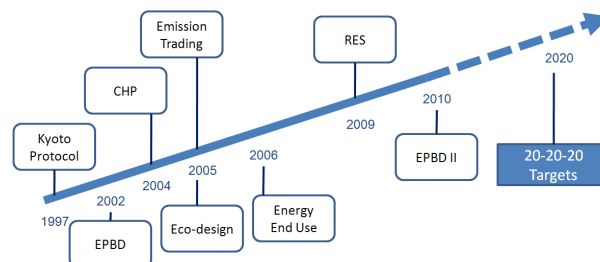 Emission
Trading
RES
CHP
Kyoto
Protocol
1997
2002
2004
2005
2006
2009
2010
2020
EPBD
Eco-design
Energy
End Use
EPBD II
20-20-20
Targets